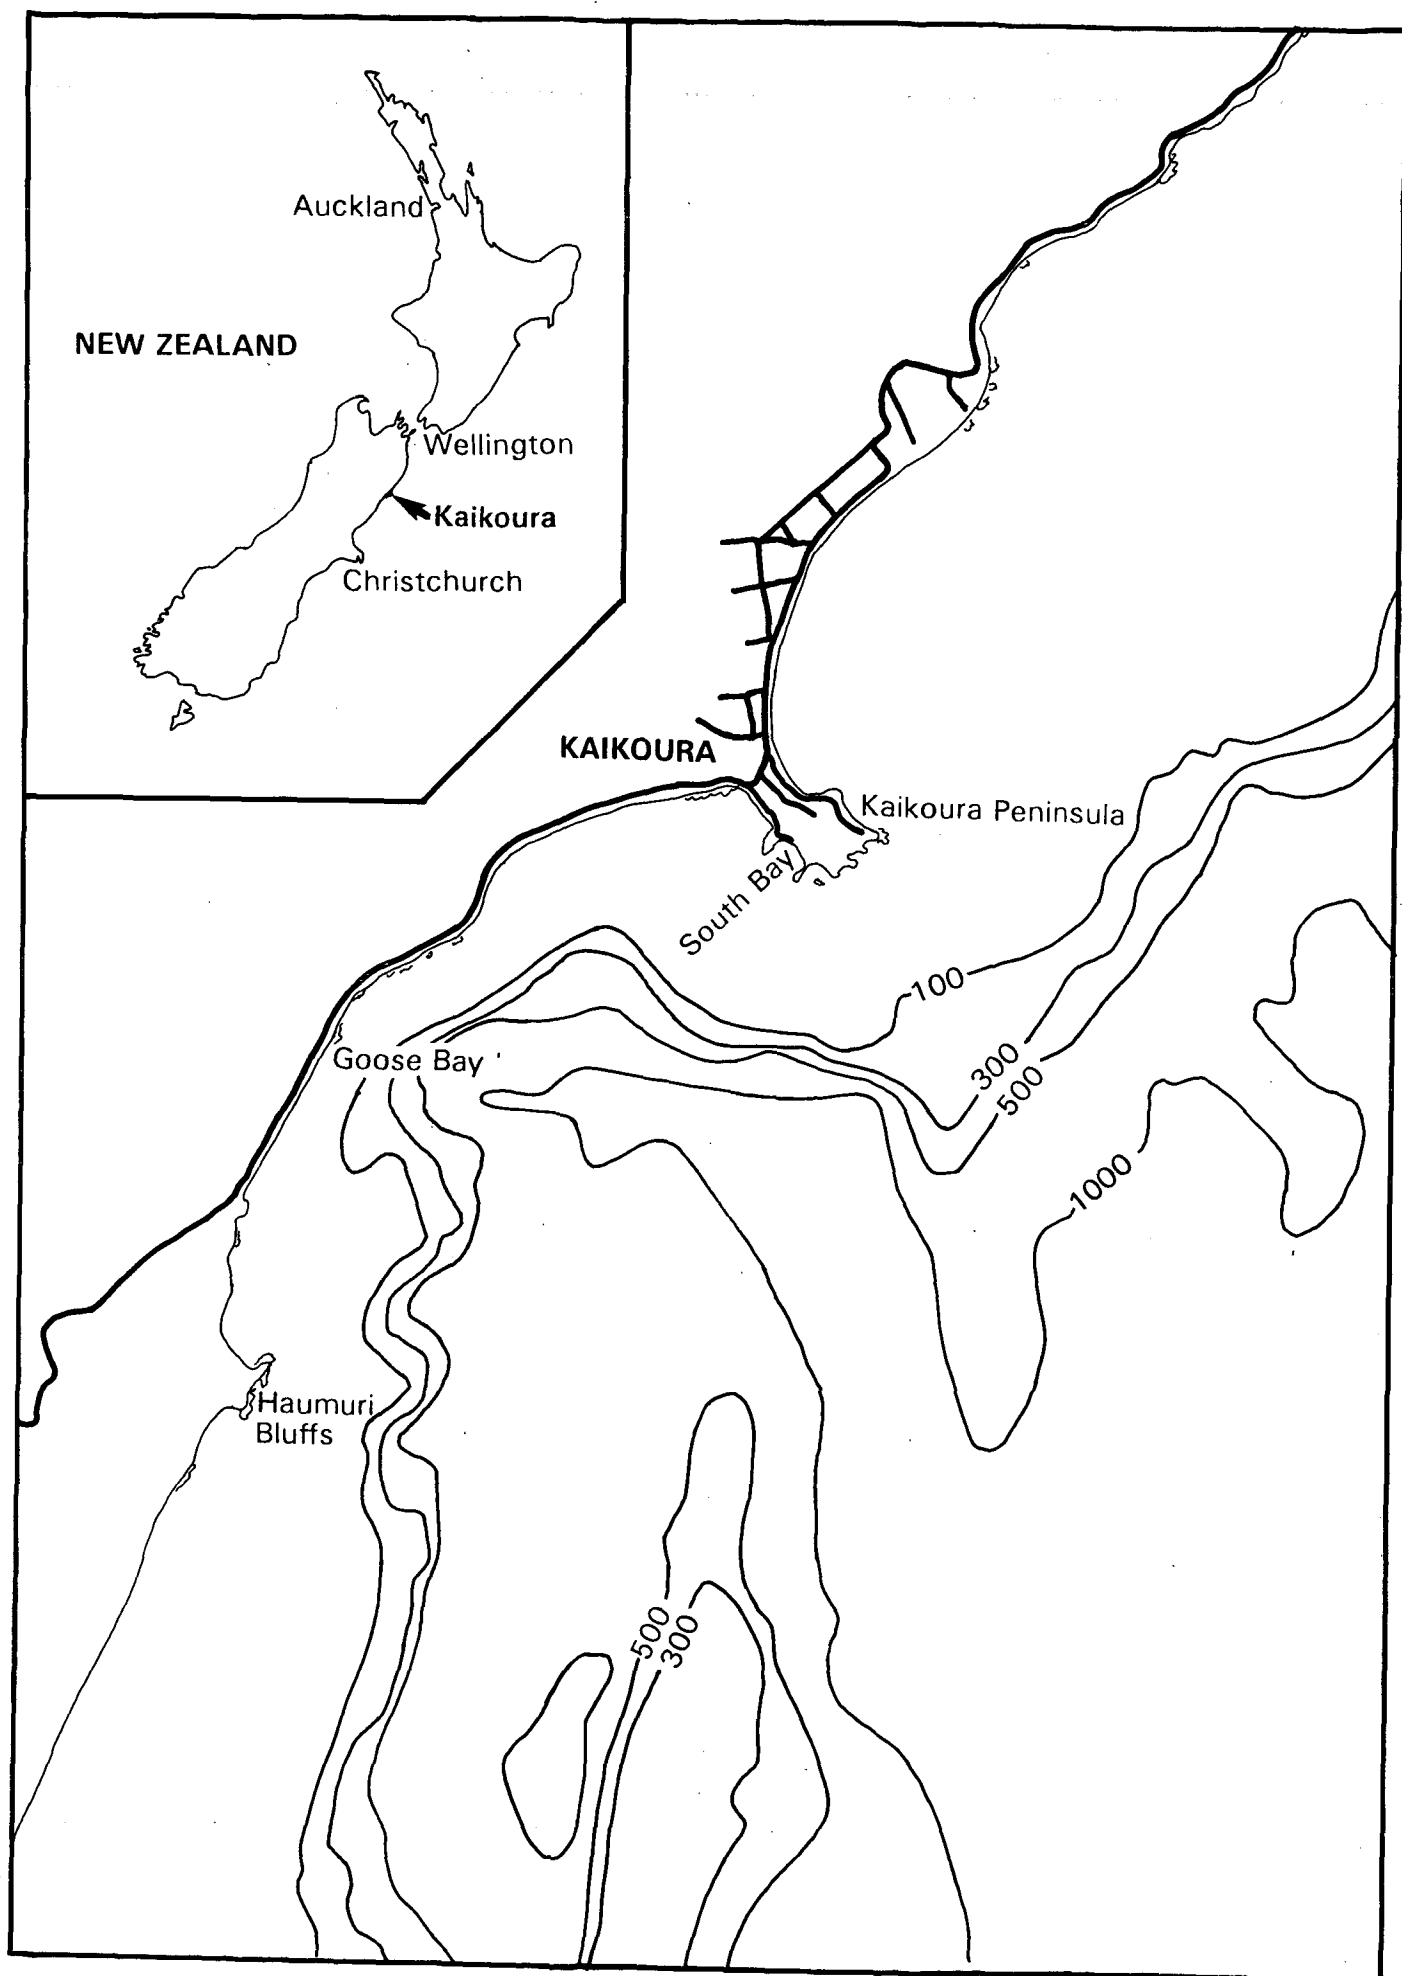 Auckland
NEW ZEALAND
Wellington
Kaikoura
Christchurch
KAIKOURA
Kaikoura Peninsula
South Bay
100
Goose Bay
300
500
1000
Haumuri
Bluffs
500
300